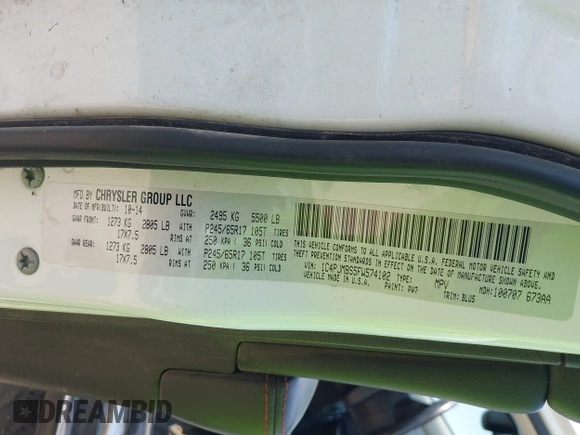 MFD BY CHRYSLER GROUP LLC
DATE OF MFR(BUILT): 10-14 GVWR: 2495 KG 5500 LB
GAWR FRONT: 1273 KG 2805 LB WITH P245/65R17 105T TIRES
17X7.5 RIMS AT 250 KPA ( 36 PSI) COLD
GAWR REAR: 1273 KG 2805 LB WITH P245/65R17 105T TIRES
17X7.5 RIMS AT 250 KPA ( 36 PSI) COLD
THIS VEHICLE CONFORMS TO ALL APPLICABLE U.S.A. FEDERAL MOTOR VEHICLE SAFETY AND
THEFT PREVENTION STANDARDS IN EFFECT ON THE DATE OF MANUFACTURE SHOWN ABOVE.
VIN: 1C4PJMBS5FW574102 TYPE: MPV MDH: 100707 673AA
MADE IN U.S.A. PAINT: PW7 TRIM: BLUS
DREAMBID